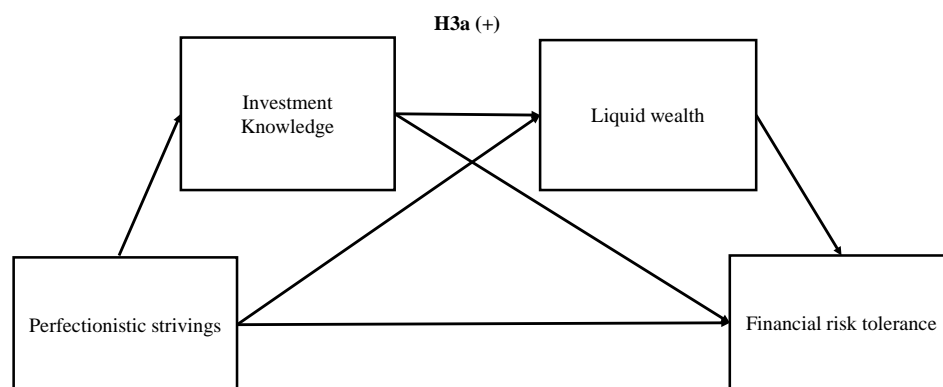 H3a (+)
Investment
Knowledge
Liquid wealth
Perfectionistic strivings
Financial risk tolerance